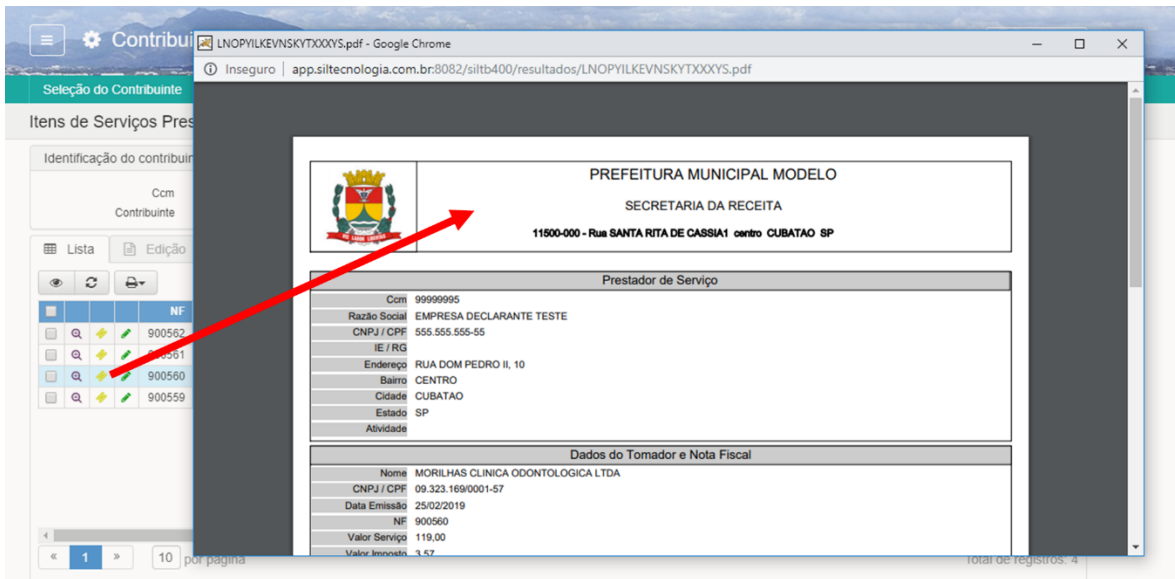 Contribui
LNOPYILKEVNSKYTXXXYS.pdf - Google Chrome
Inseguro | app.siltecnologia.com.br:8082/siltb400/resultados/LNOPYILKEVNSKYTXXXYS.pdf
Seleção do Contribuinte
Itens de Serviços Pres
Identificação do contribuin
Ccm
Contribuinte
Lista
Edição
NF
900562
900561
900560
900559
« 1 » 10 por página
Total de registros: 4
PREFEITURA MUNICIPAL MODELO
SECRETARIA DA RECEITA
11500-000 - Rua SANTA RITA DE CASSIA1 centro CUBATAO SP
Prestador de Serviço
Ccm 99999995
Razão Social EMPRESA DECLARANTE TESTE
CNPJ / CPF 555.555.555-55
IE / RG
Endereço RUA DOM PEDRO II, 10
Bairro CENTRO
Cidade CUBATAO
Estado SP
Atividade
Dados do Tomador e Nota Fiscal
Nome MORILHAS CLINICA ODONTOLOGICA LTDA
CNPJ / CPF 09.323.169/0001-57
Data Emissão 25/02/2019
NF 900560
Valor Serviço 119,00
Valor Imposto 3,57